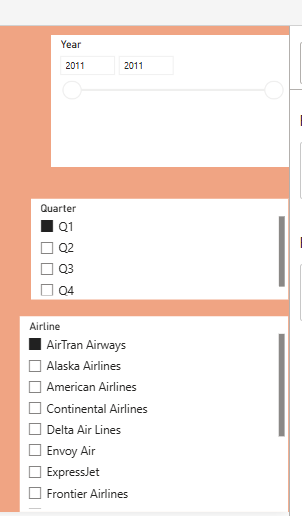 Year
2011 2011
Quarter
Q1
Q2
Q3
Q4
Airline
AirTran Airways
Alaska Airlines
American Airlines
Continental Airlines
Delta Air Lines
Envoy Air
ExpressJet
Frontier Airlines